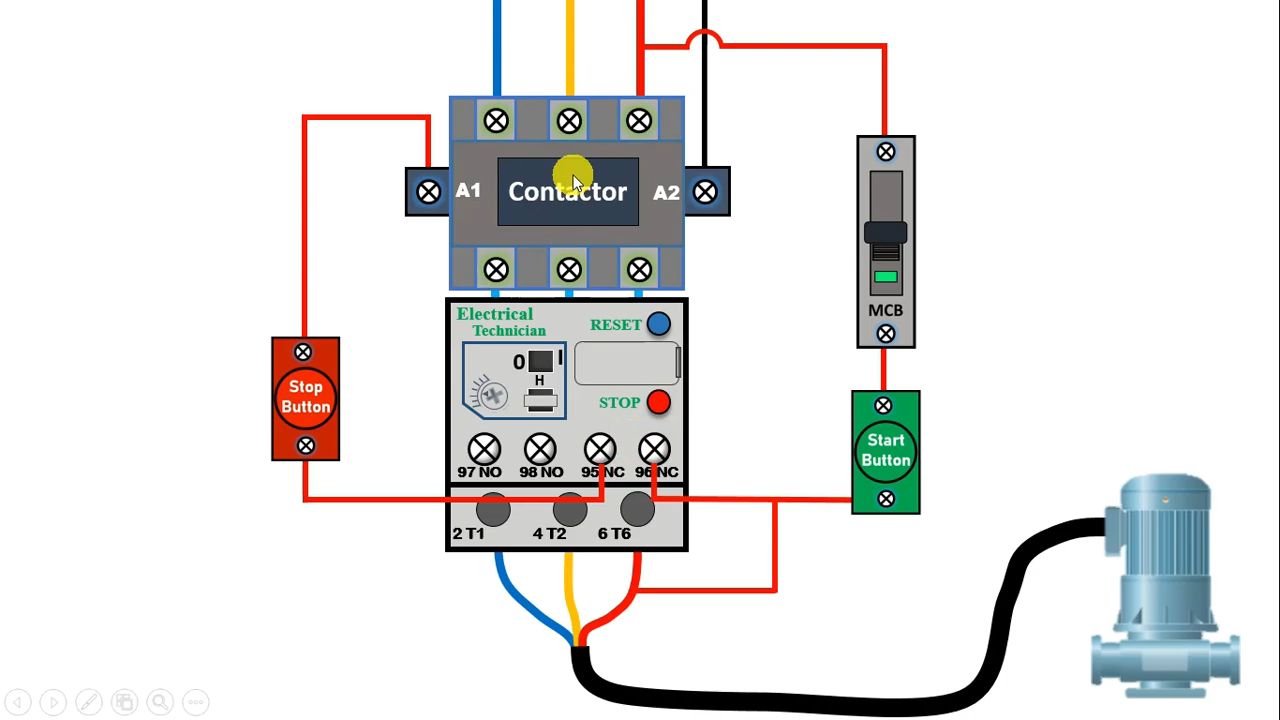 A1
Contactor
A2
MCB
Electrical
Technician
RESET
0 I
H
STOP
97 NO 98 NO 95 NC 96 NC
2 T1 4 T2 6 T6
Stop
Button
Start
Button